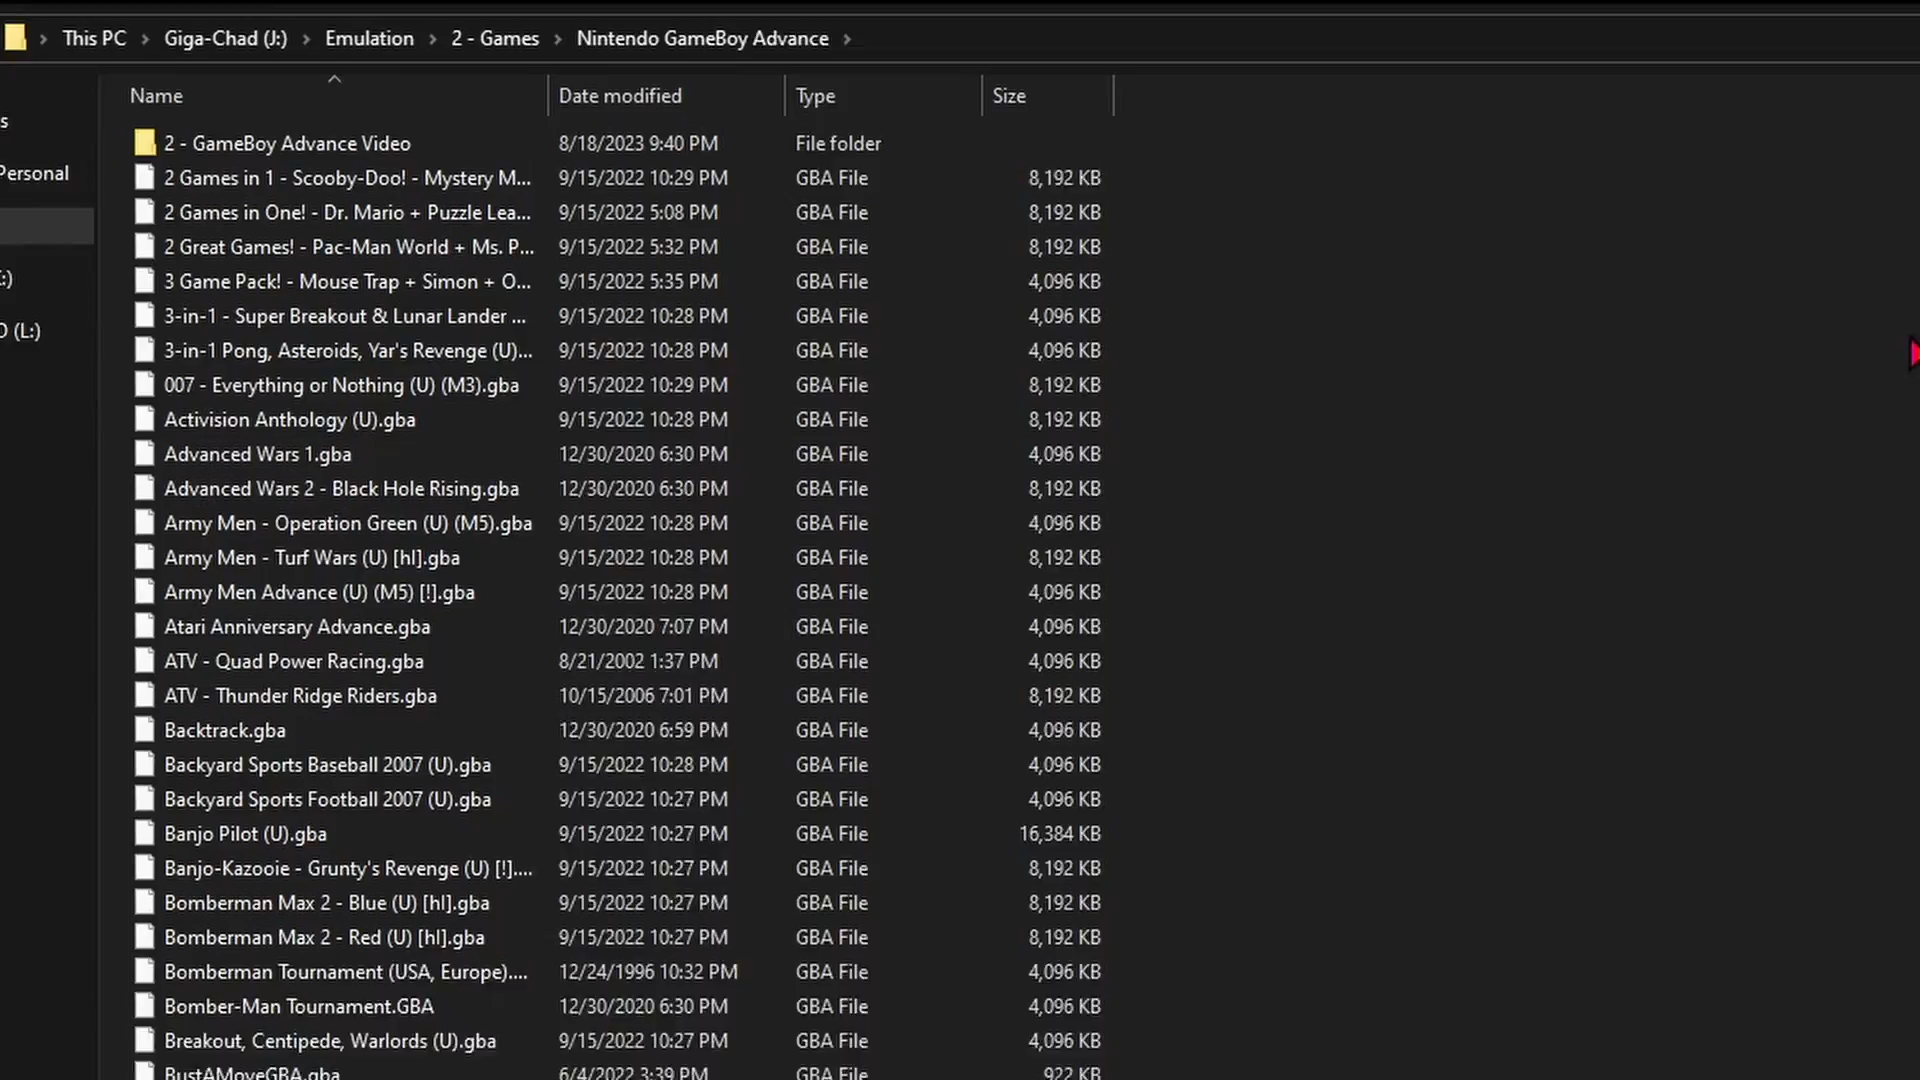 This PC > Giga-Chad (J:) > Emulation > 2 - Games > Nintendo GameBoy Advance >
Name Date modified Type Size
2 - GameBoy Advance Video 8/18/2023 9:40 PM File folder
s
2 Games in 1 - Scooby-Doo! - Mystery M... 9/15/2022 10:29 PM GBA File 8,192 KB
Personal
2 Games in One! - Dr. Mario + Puzzle Lea... 9/15/2022 5:08 PM GBA File 8,192 KB
2 Great Games! - Pac-Man World + Ms. P... 9/15/2022 5:32 PM GBA File 8,192 KB
3 Game Pack! - Mouse Trap + Simon + O... 9/15/2022 5:35 PM GBA File 4,096 KB
:)
3-in-1 - Super Breakout & Lunar Lander ... 9/15/2022 10:28 PM GBA File 4,096 KB
(L:)
3-in-1 Pong, Asteroids, Yar's Revenge (U)... 9/15/2022 10:28 PM GBA File 4,096 KB
007 - Everything or Nothing (U) (M3).gba 9/15/2022 10:29 PM GBA File 8,192 KB
Activision Anthology (U).gba 9/15/2022 10:28 PM GBA File 8,192 KB
Advanced Wars 1.gba 12/30/2020 6:30 PM GBA File 4,096 KB
Advanced Wars 2 - Black Hole Rising.gba 12/30/2020 6:30 PM GBA File 8,192 KB
Army Men - Operation Green (U) (M5).gba 9/15/2022 10:28 PM GBA File 4,096 KB
Army Men - Turf Wars (U) [hI].gba 9/15/2022 10:28 PM GBA File 8,192 KB
Army Men Advance (U) (M5) [!].gba 9/15/2022 10:28 PM GBA File 4,096 KB
Atari Anniversary Advance.gba 12/30/2020 7:07 PM GBA File 4,096 KB
ATV - Quad Power Racing.gba 8/21/2002 1:37 PM GBA File 4,096 KB
ATV - Thunder Ridge Riders.gba 10/15/2006 7:01 PM GBA File 8,192 KB
Backtrack.gba 12/30/2020 6:59 PM GBA File 4,096 KB
Backyard Sports Baseball 2007 (U).gba 9/15/2022 10:28 PM GBA File 4,096 KB
Backyard Sports Football 2007 (U).gba 9/15/2022 10:27 PM GBA File 4,096 KB
Banjo Pilot (U).gba 9/15/2022 10:27 PM GBA File 16,384 KB
Banjo-Kazooie - Grunty's Revenge (U) [!].... 9/15/2022 10:27 PM GBA File 8,192 KB
Bomberman Max 2 - Blue (U) [hI].gba 9/15/2022 10:27 PM GBA File 8,192 KB
Bomberman Max 2 - Red (U) [hI].gba 9/15/2022 10:27 PM GBA File 8,192 KB
Bomberman Tournament (USA, Europe).... 12/24/1996 10:32 PM GBA File 4,096 KB
Bomber-Man Tournament.GBA 12/30/2020 6:30 PM GBA File 4,096 KB
Breakout, Centipede, Warlords (U).gba 9/15/2022 10:27 PM GBA File 4,096 KB
BustAMoveGBA.gba 6/4/2022 3:39 PM GBA File 922 KB